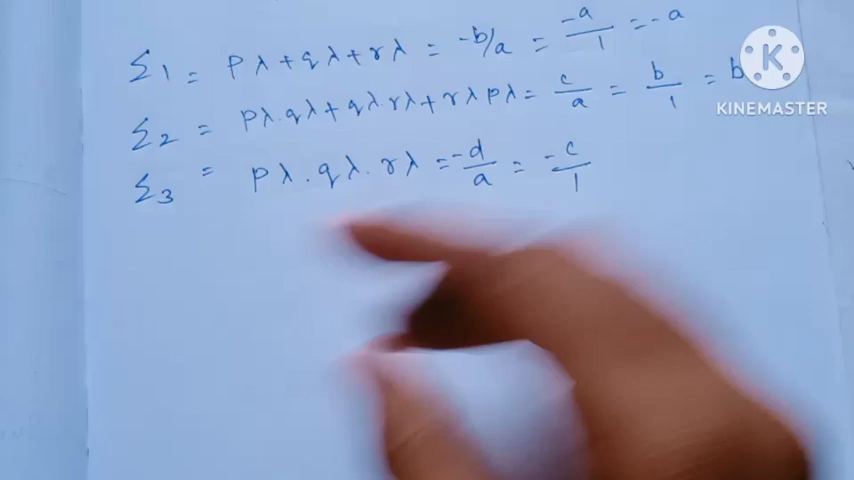 Σ1 = pλ+qλ+rλ = -b/a = -a/1 = -a
Σ2 = pλ.qλ+qλ.rλ+rλpλ = c/a = b/1 = b
Σ3 = pλ.qλ.rλ = -d/a = -c/1
KINEMASTER